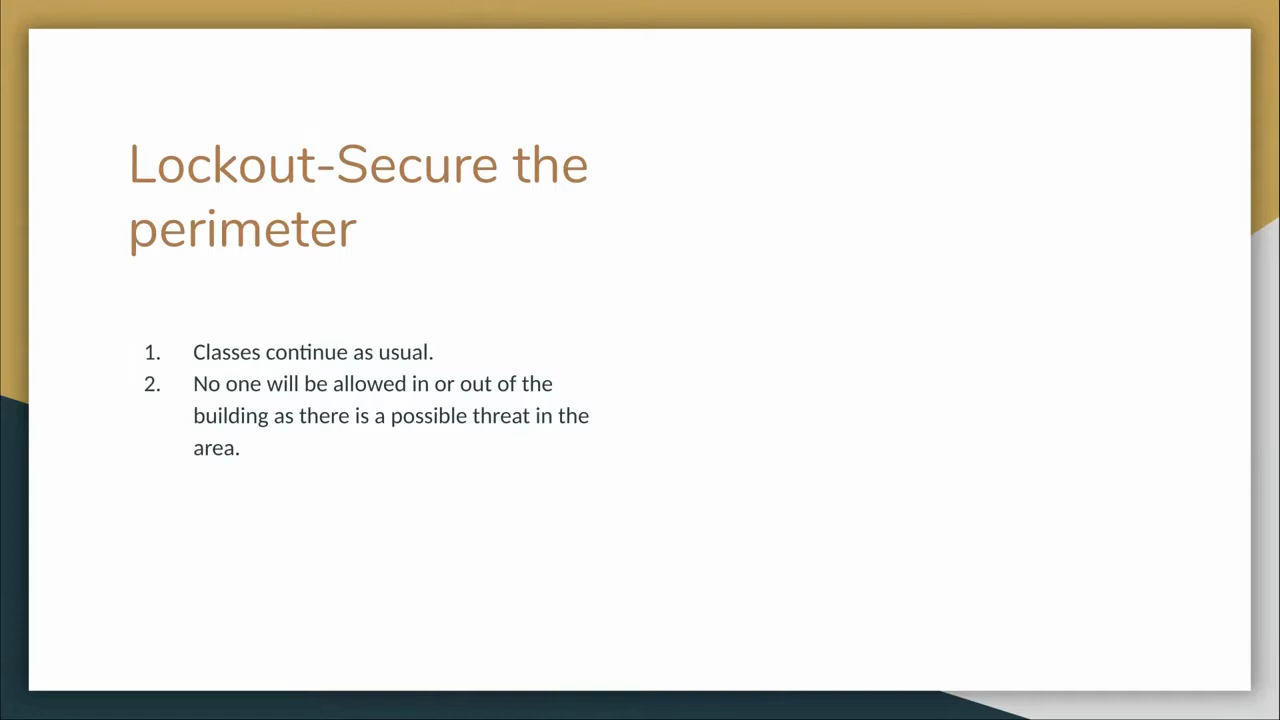 Lockout-Secure the
perimeter
1. Classes continue as usual.
2. No one will be allowed in or out of the
building as there is a possible threat in the
area.